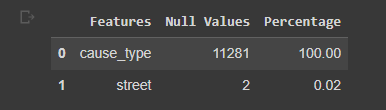 Features Null Values Percentage
0 cause_type 11281 100.00
1 street 2 0.02